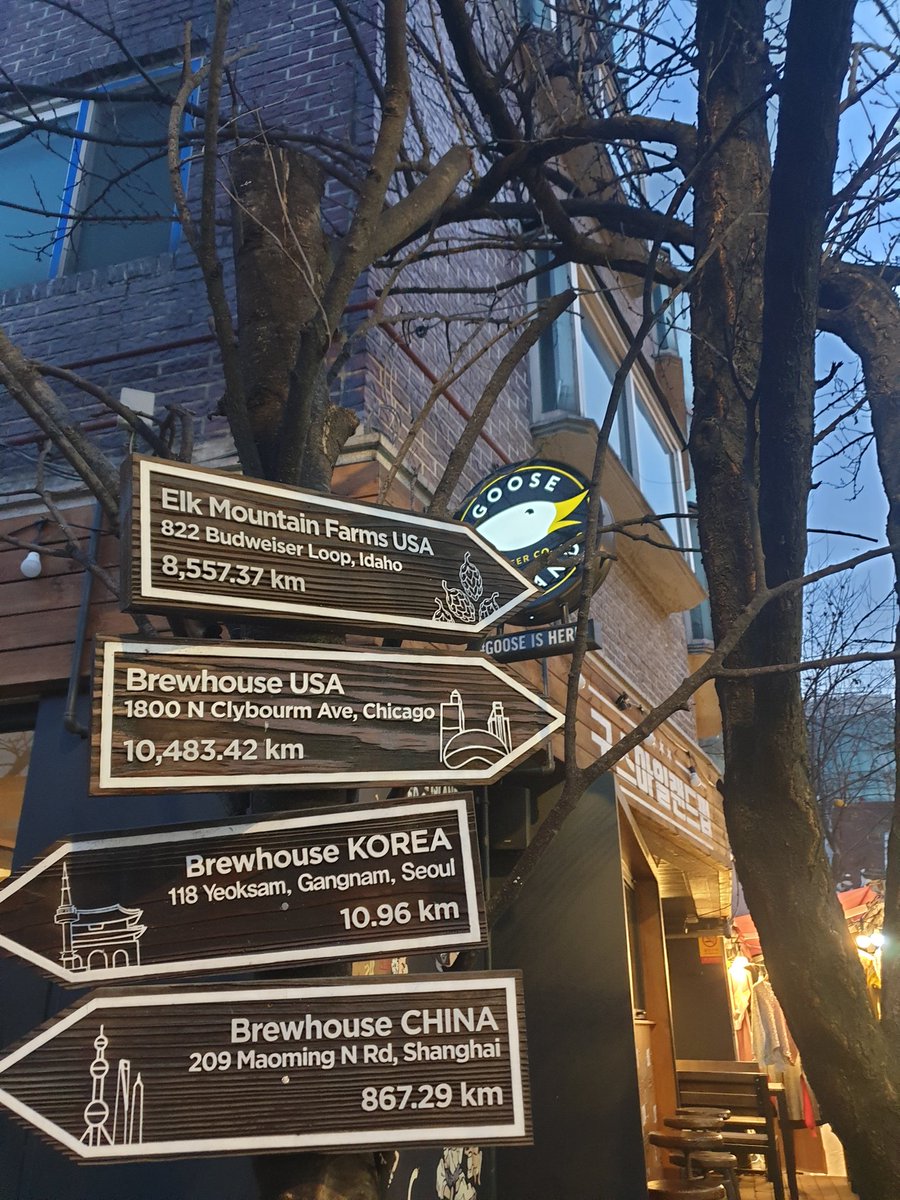 Elk Mountain Farms USA
822 Budweiser Loop, Idaho
8,557.37 km
GOOSE
#GOOSE IS HERE
Brewhouse USA
1800 N Clybourm Ave, Chicago
10,483.42 km
Brewhouse KOREA
118 Yeoksam, Gangnam, Seoul
10.96 km
Brewhouse CHINA
209 Maoming N Rd, Shanghai
867.29 km